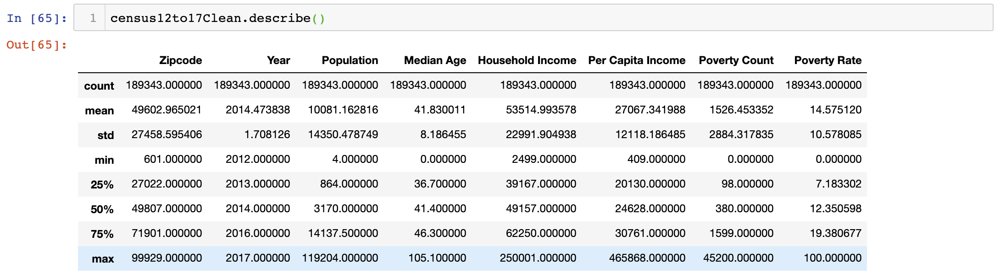 In [65]: 1 census12to17Clean.describe()
Out[65]:
Zipcode Year Population Median Age Household Income Per Capita Income Poverty Count Poverty Rate
count 189343.000000 189343.000000 189343.000000 189343.000000 189343.000000 189343.000000 189343.000000 189343.000000
mean 49602.965021 2014.473838 10081.162816 41.830011 53514.993578 27067.341988 1526.453352 14.575120
std 27458.595406 1.708126 14350.478749 8.186455 22991.904938 12118.186485 2884.317835 10.578085
min 601.000000 2012.000000 4.000000 0.000000 2499.000000 409.000000 0.000000 0.000000
25% 27022.000000 2013.000000 864.000000 36.700000 39167.000000 20130.000000 98.000000 7.183302
50% 49807.000000 2014.000000 3170.000000 41.400000 49157.000000 24628.000000 380.000000 12.350598
75% 71901.000000 2016.000000 14137.500000 46.300000 62250.000000 30761.000000 1599.000000 19.380677
max 99929.000000 2017.000000 119204.000000 105.100000 250001.000000 465868.000000 45200.000000 100.000000